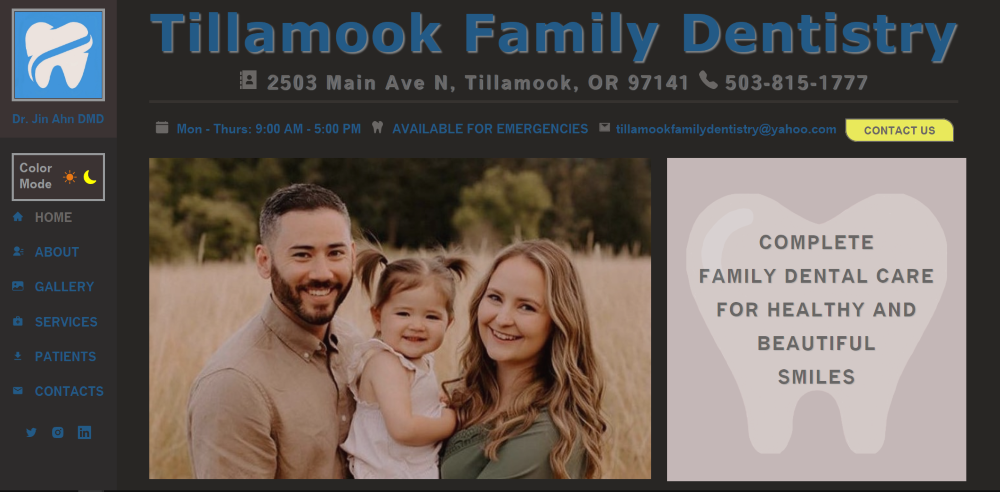 Tillamook Family Dentistry
2503 Main Ave N, Tillamook, OR 97141 503-815-1777
Dr. Jin Ahn DMD
Mon - Thurs: 9:00 AM - 5:00 PM AVAILABLE FOR EMERGENCIES tillamookfamilydentistry@yahoo.com CONTACT US
Color
Mode
HOME
ABOUT
GALLERY
SERVICES
PATIENTS
CONTACTS
COMPLETE
FAMILY DENTAL CARE
FOR HEALTHY AND
BEAUTIFUL
SMILES